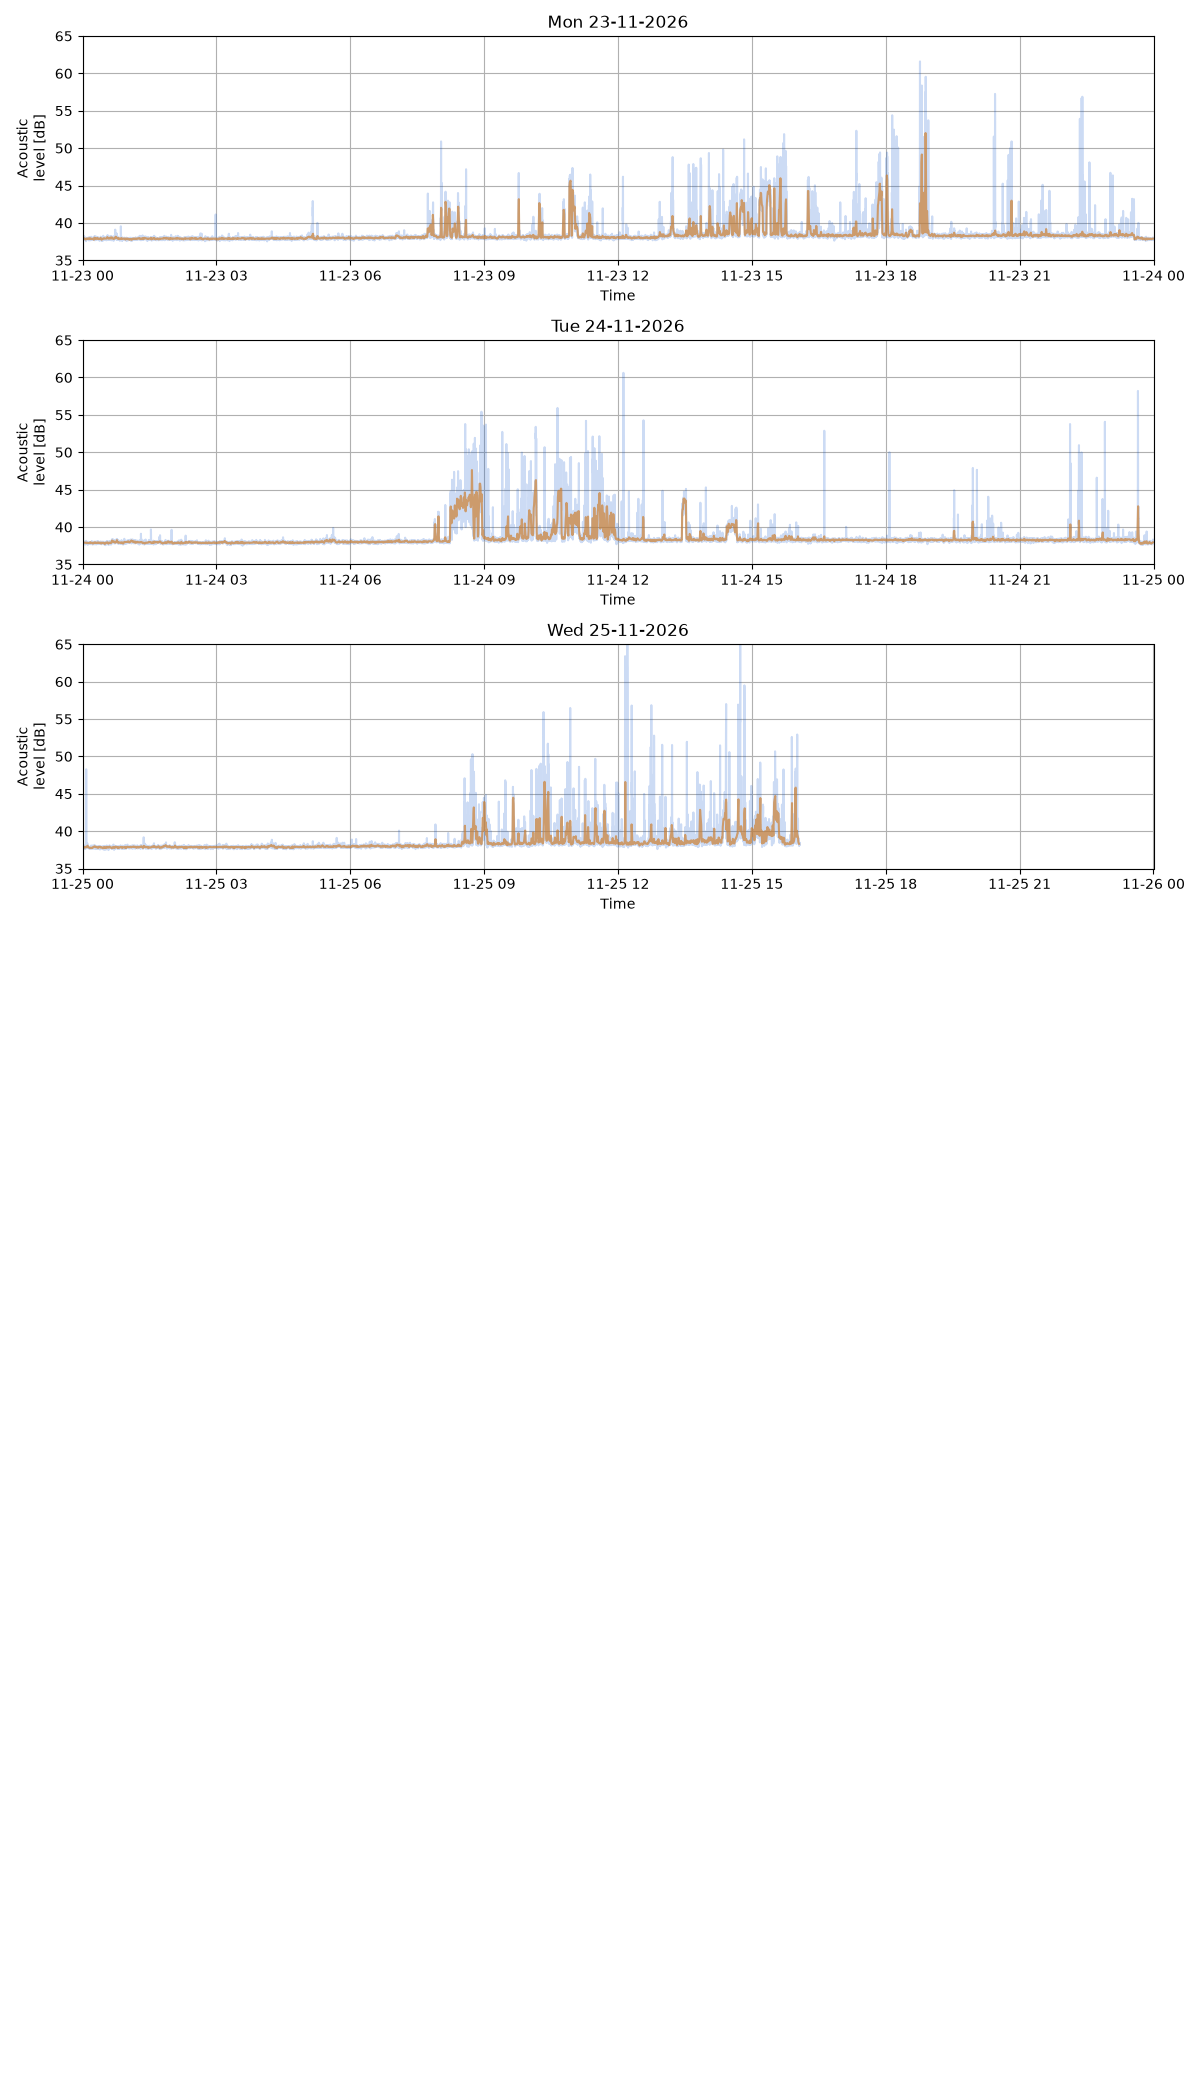 Mon 23-11-2026
65
60
55
50
45
40
35
Acoustic
level [dB]
11-23 00 11-23 03 11-23 06 11-23 09 11-23 12 11-23 15 11-23 18 11-23 21 11-24 00
Time
Tue 24-11-2026
65
60
55
50
45
40
35
Acoustic
level [dB]
11-24 00 11-24 03 11-24 06 11-24 09 11-24 12 11-24 15 11-24 18 11-24 21 11-25 00
Time
Wed 25-11-2026
65
60
55
50
45
40
35
Acoustic
level [dB]
11-25 00 11-25 03 11-25 06 11-25 09 11-25 12 11-25 15 11-25 18 11-25 21 11-26 00
Time